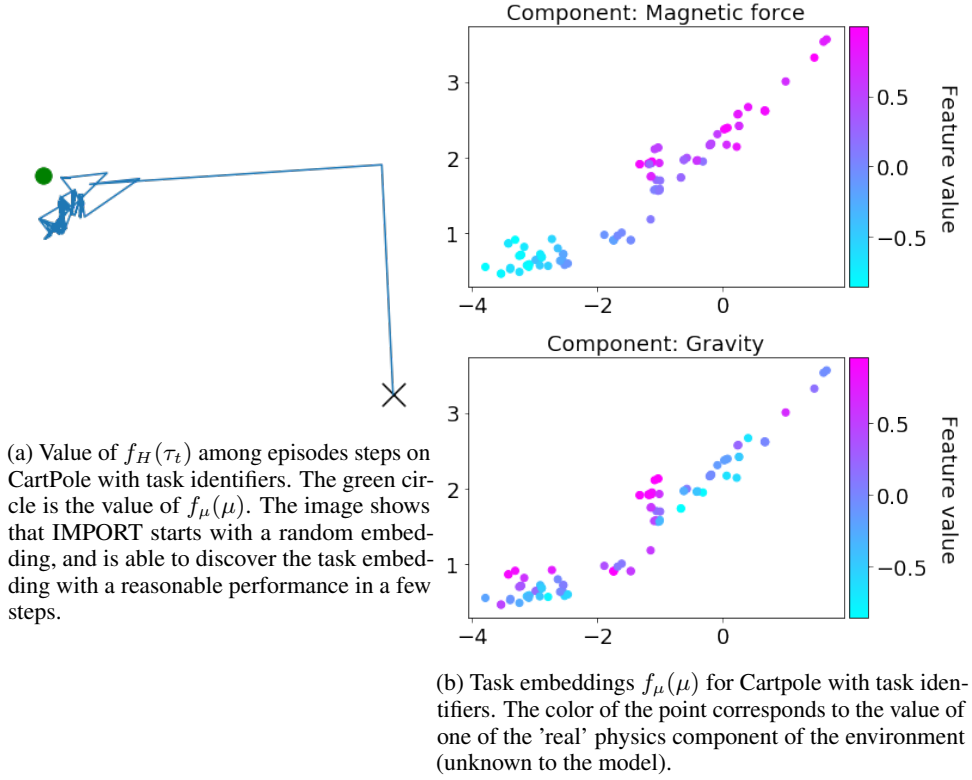 Component: Magnetic force
3
2
1
−4
−2
0
0.5
0.0
−0.5
Feature value
Component: Gravity
3
2
1
−4
−2
0
0.5
0.0
−0.5
Feature value
(a) Value of f_H(τ_t) among episodes steps on
CartPole with task identifiers. The green cir-
cle is the value of f_μ(μ). The image shows
that IMPORT starts with a random embed-
ding, and is able to discover the task embed-
ding with a reasonable performance in a few
steps.
(b) Task embeddings f_μ(μ) for Cartpole with task iden-
tifiers. The color of the point corresponds to the value of
one of the 'real' physics component of the environment
(unknown to the model).